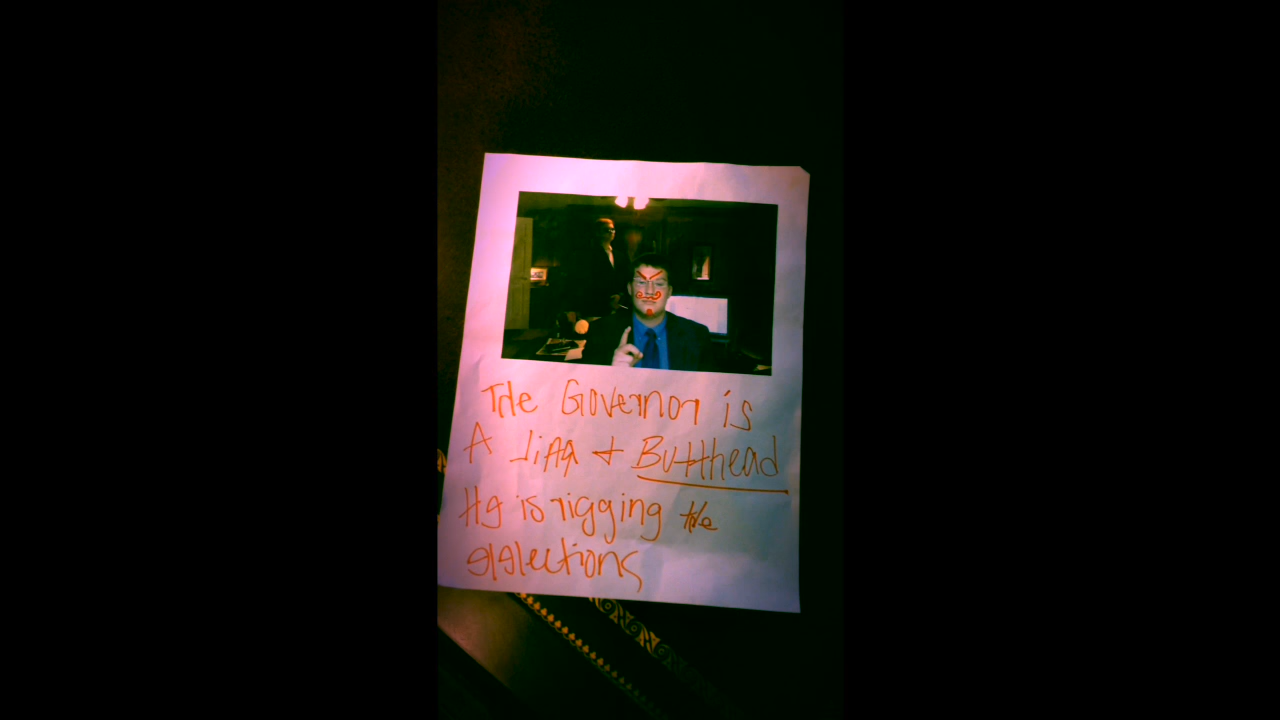 The Governor is
A liar + Butthead
He is rigging the
elections